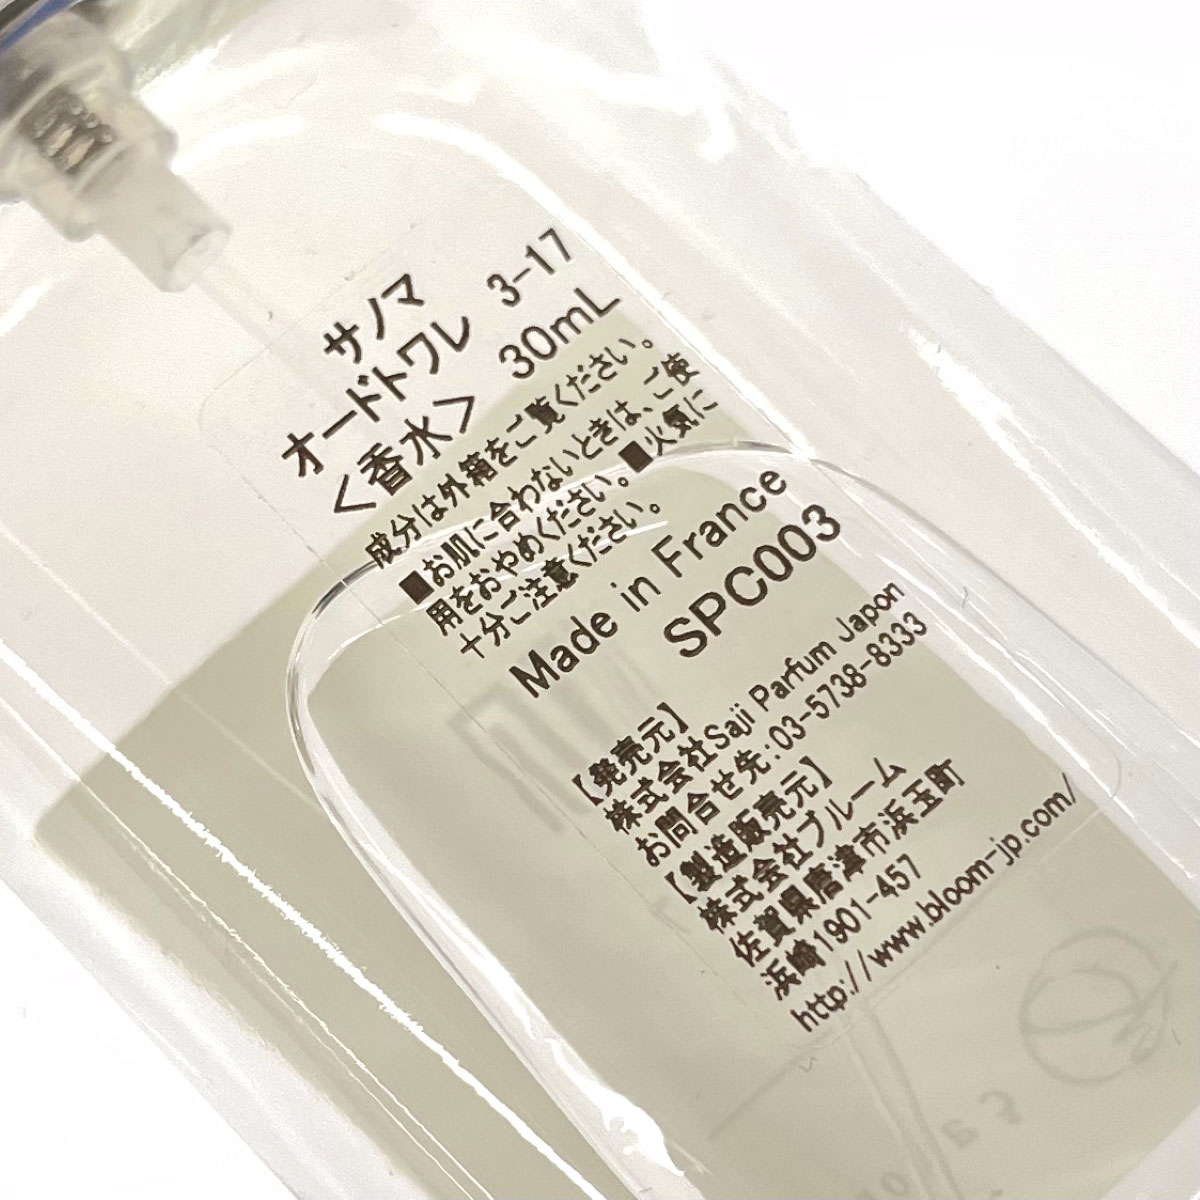 サノマ
オードトワレ 3-17
＜香水＞ 30mL
成分は外箱をご覧ください。
■お肌に合わないときは、ご使
用をおやめください。■火気に
十分ご注意ください。
Made in France
SPC003
【発売元】
株式会社Saji Parfum Japon
お問合せ先：03-5738-8333
【製造販売元】
株式会社ブルーム
佐賀県唐津市浜玉町
浜崎1901-457
http://www.bloom-jp.com/